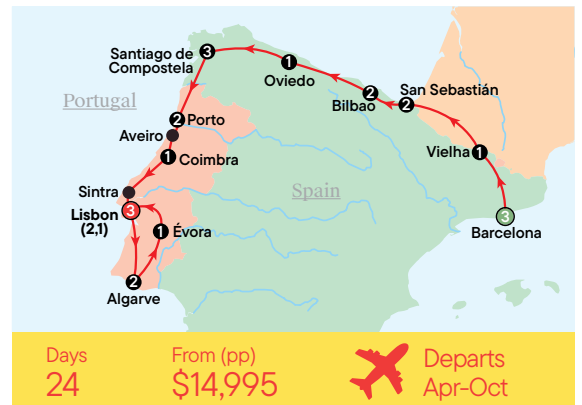 Santiago de
Compostela
3
1
Oviedo
2
Bilbao
2
San Sebastián
Portugal
2
Porto
Aveiro
1
Coimbra
Vielha
1
Spain
Sintra
Lisbon
(2,1)
3
1
Évora
3
Barcelona
2
Algarve
Days
24
From (pp)
$14,995
Departs
Apr-Oct